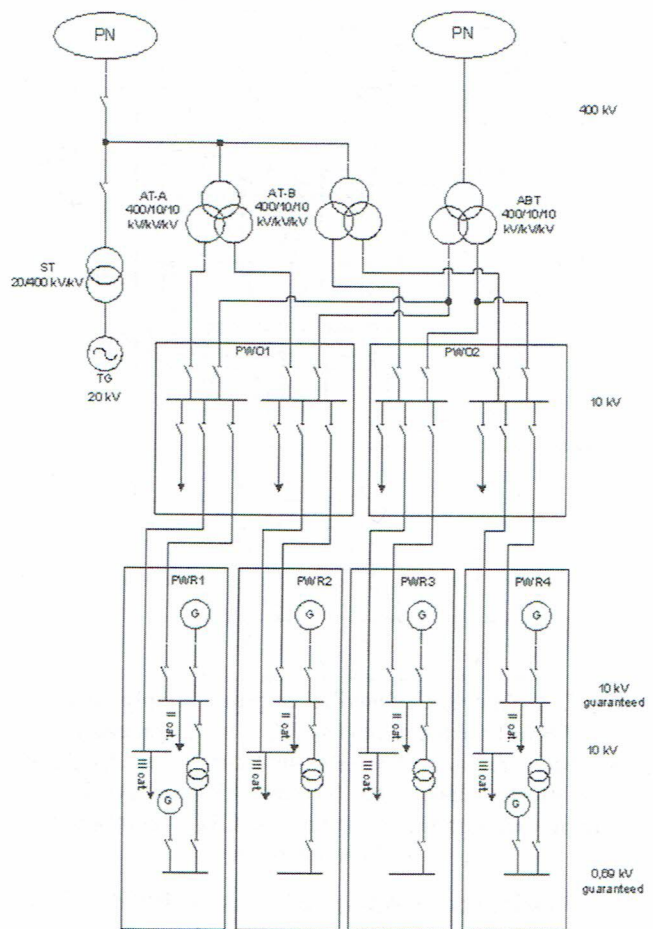 PN
PN
400 kV
AT-A
400/10/10
kV/kV/kV
AT-B
400/10/10
kV/kV/kV
ABT
400/10/10
kV/kV/kV
ST
20/400 kV/kV
TG
20 kV
PWO1
PWO2
10 kV
PWR1
PWR2
PWR3
PWR4
G
G
G
G
10 kV
guaranteed
II cat.
II cat.
II cat.
II cat.
10 kV
III cat.
III cat.
III cat.
III cat.
G
G
0,69 kV
guaranteed